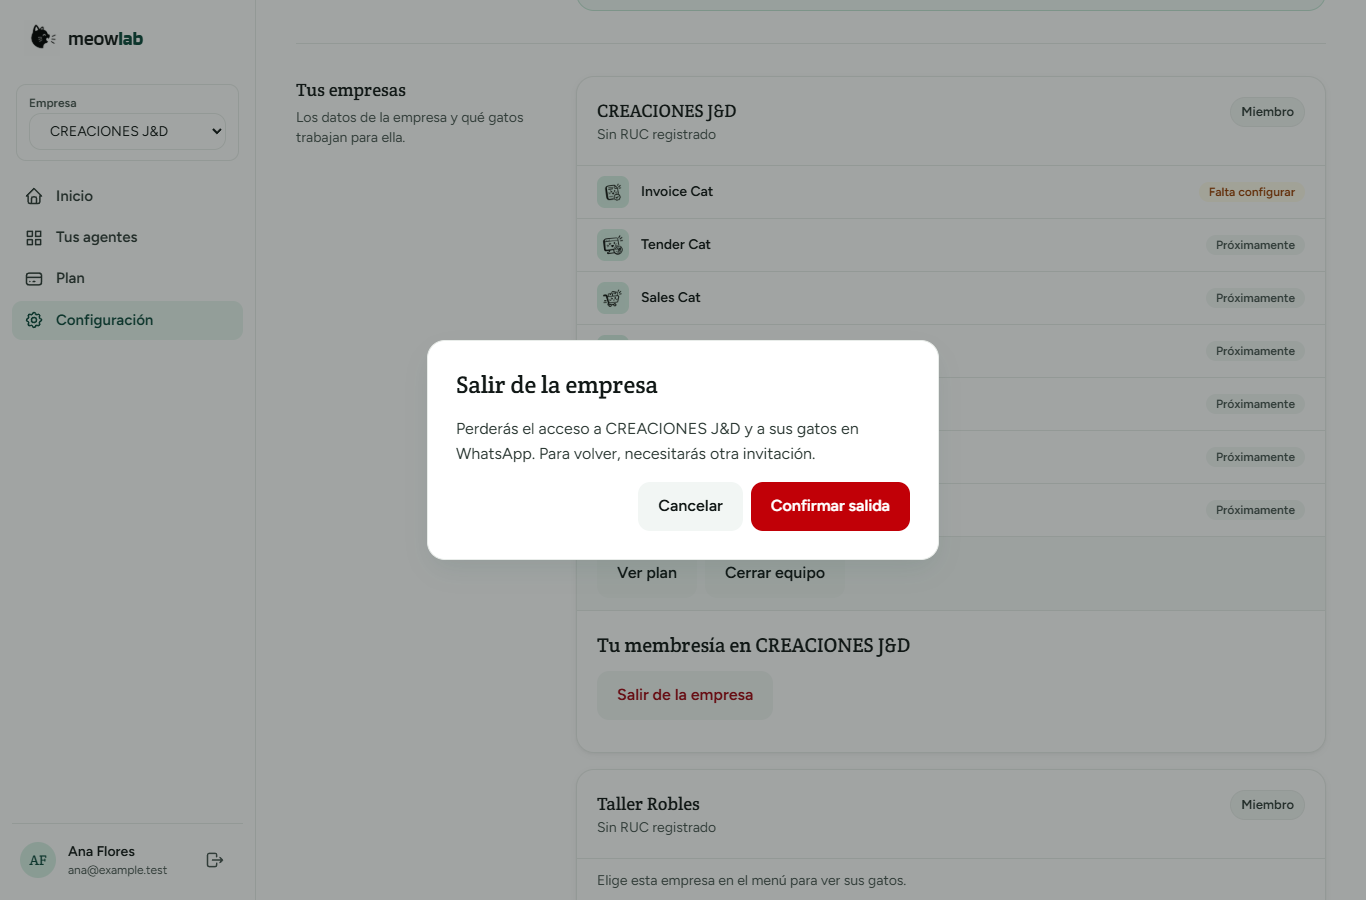 meowlab
Empresa
CREACIONES J&D
Inicio
Tus agentes
Plan
Configuración
AF
Ana Flores
ana@example.test
Tus empresas
Los datos de la empresa y qué gatos
trabajan para ella.
CREACIONES J&D
Miembro
Sin RUC registrado
Invoice Cat
Falta configurar
Tender Cat
Próximamente
Sales Cat
Próximamente
Próximamente
Próximamente
Próximamente
Próximamente
Salir de la empresa
Perderás el acceso a CREACIONES J&D y a sus gatos en
WhatsApp. Para volver, necesitarás otra invitación.
Cancelar
Confirmar salida
Ver plan
Cerrar equipo
Tu membresía en CREACIONES J&D
Salir de la empresa
Taller Robles
Miembro
Sin RUC registrado
Elige esta empresa en el menú para ver sus gatos.